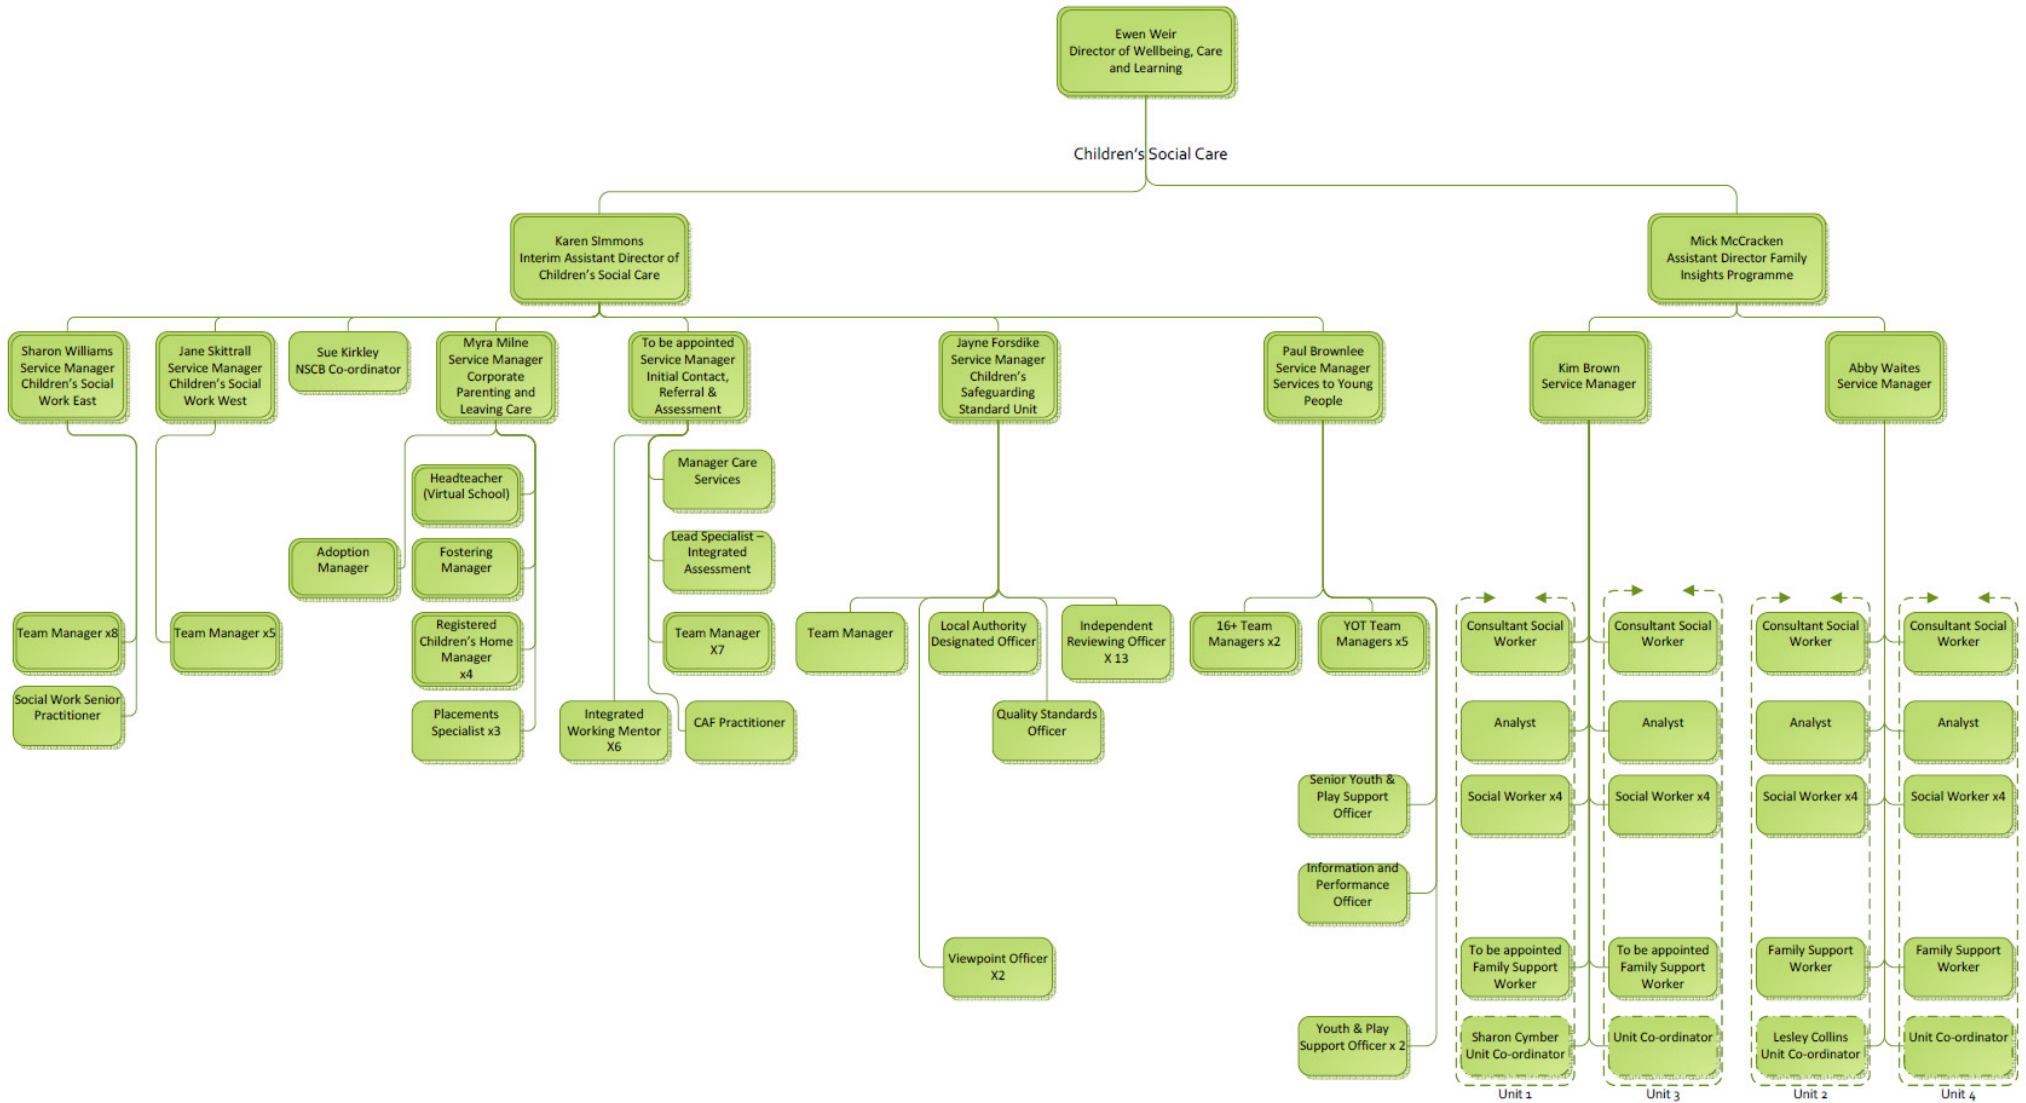 Ewen Weir
Director of Wellbeing, Care
and Learning
Children's Social Care
Karen SImmons
Interim Assistant Director of
Children's Social Care
Mick McCracken
Assistant Director Family
Insights Programme
Sharon Williams
Service Manager
Children's Social
Work East
Jane Skittrall
Service Manager
Children's Social
Work West
Sue Kirkley
NSCB Co-ordinator
Myra Milne
Service Manager
Corporate
Parenting and
Leaving Care
To be appointed
Service Manager
Initial Contact,
Referral &
Assessment
Jayne Forsdike
Service Manager
Children's
Safeguarding
Standard Unit
Paul Brownlee
Service Manager
Services to Young
People
Kim Brown
Service Manager
Abby Waites
Service Manager
Headteacher
(Virtual School)
Manager Care
Services
Adoption
Manager
Fostering
Manager
Lead Specialist –
Integrated
Assessment
Team Manager x8
Team Manager x5
Registered
Children's Home
Manager
x4
Team Manager
X7
Team Manager
Local Authority
Designated Officer
Independent
Reviewing Officer
X 13
16+ Team
Managers x2
YOT Team
Managers x5
Consultant Social
Worker
Consultant Social
Worker
Consultant Social
Worker
Consultant Social
Worker
Social Work Senior
Practitioner
Placements
Specialist x3
Integrated
Working Mentor
X6
CAF Practitioner
Quality Standards
Officer
Analyst
Analyst
Analyst
Analyst
Senior Youth &
Play Support
Officer
Social Worker x4
Social Worker x4
Social Worker x4
Social Worker x4
Information and
Performance
Officer
Viewpoint Officer
X2
To be appointed
Family Support
Worker
To be appointed
Family Support
Worker
Family Support
Worker
Family Support
Worker
Youth & Play
Support Officer x 2
Sharon Cymber
Unit Co-ordinator
Unit Co-ordinator
Lesley Collins
Unit Co-ordinator
Unit Co-ordinator
Unit 1
Unit 3
Unit 2
Unit 4